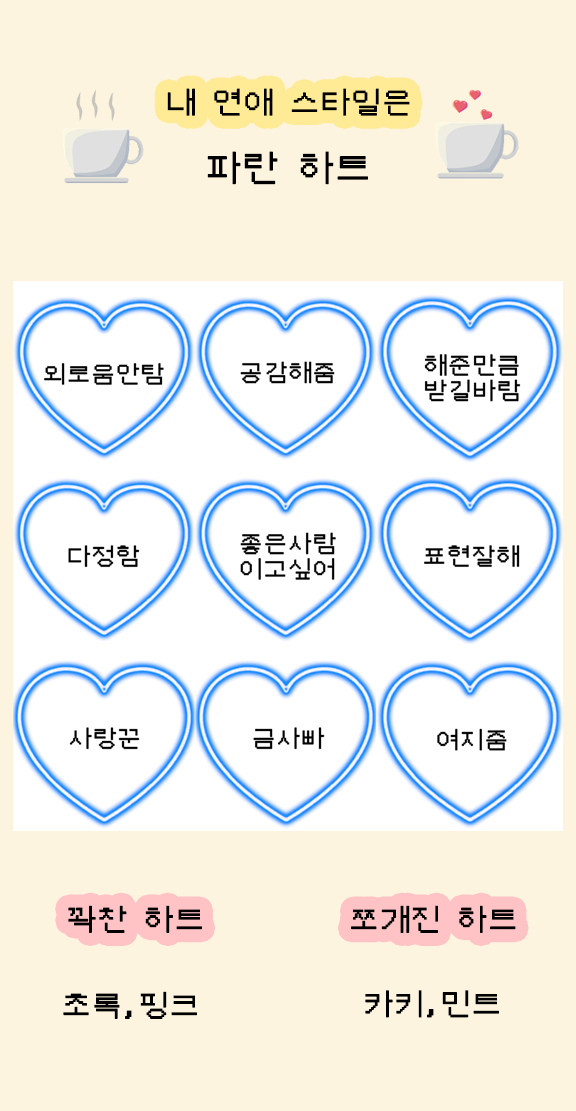 내 연애 스타일은
파란 하트
외로움안탐
공감해줌
해준만큼
받길바람
다정함
좋은사람
이고싶어
표현잘해
사랑꾼
금사빠
여지줌
꽉찬 하트
쪼개진 하트
초록,핑크
카키,민트